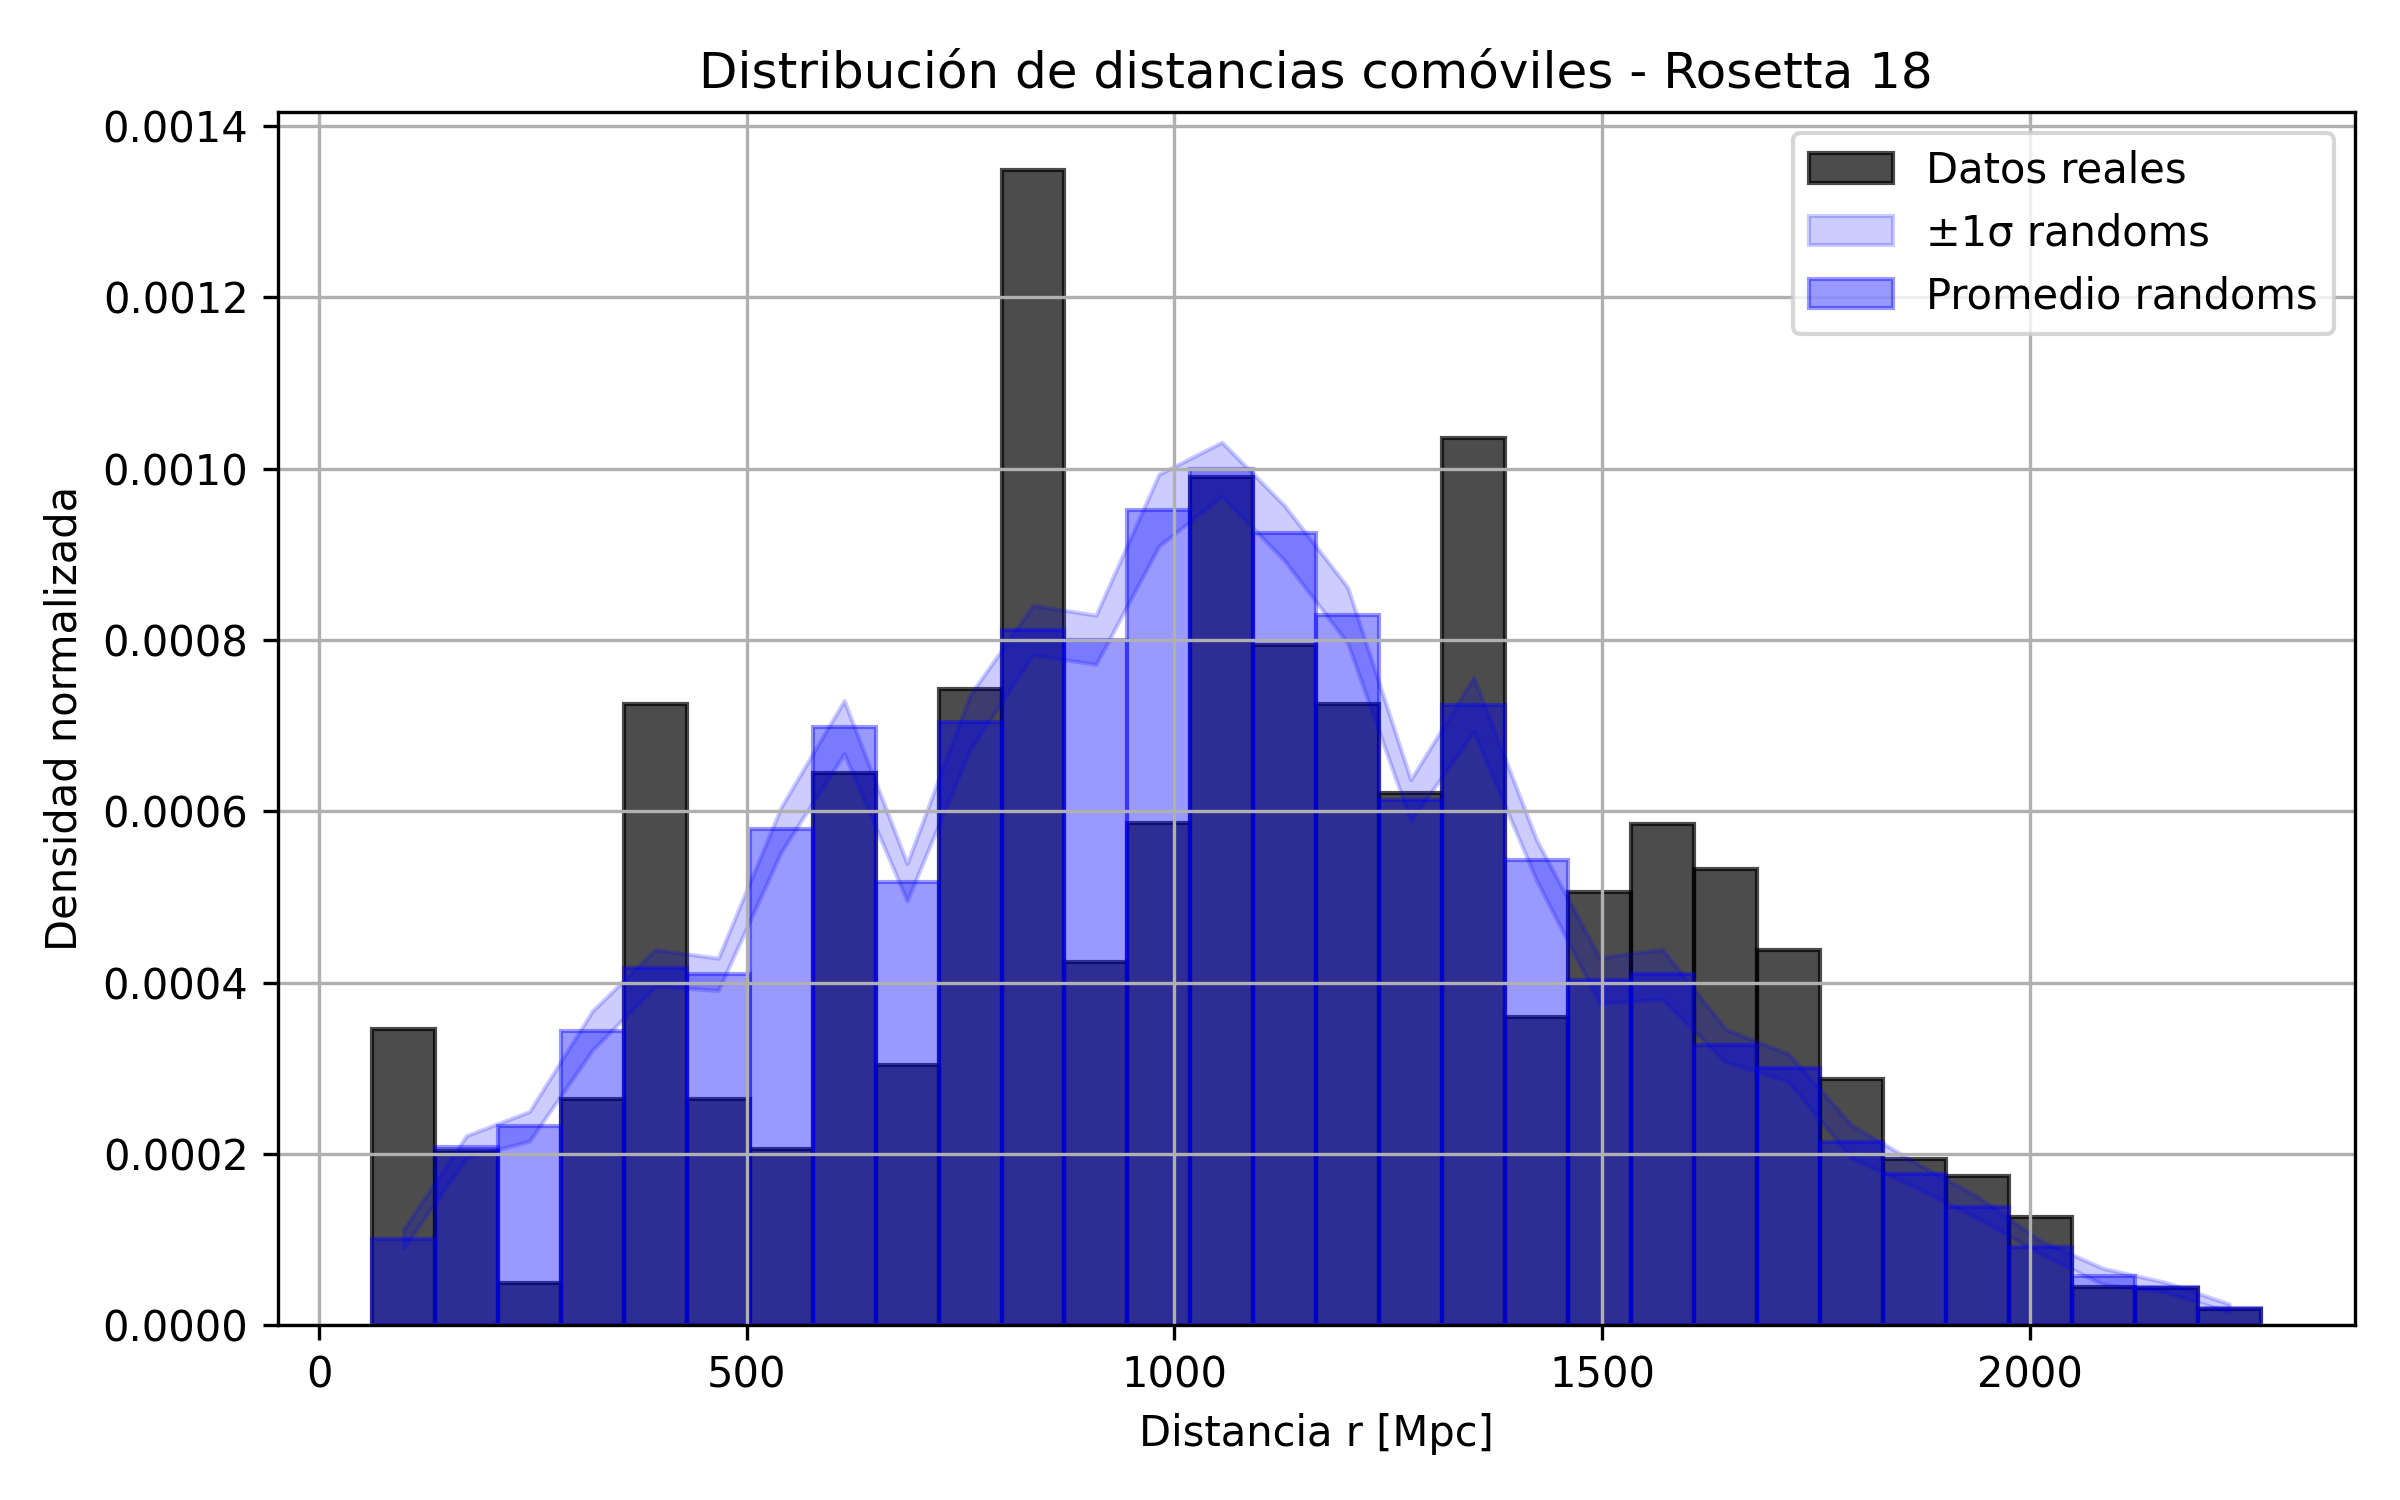 Distribución de distancias comóviles - Rosetta 18
Datos reales
±1σ randoms
Promedio randoms
Densidad normalizada
0.0014
0.0012
0.0010
0.0008
0.0006
0.0004
0.0002
0.0000
0 500 1000 1500 2000
Distancia r [Mpc]